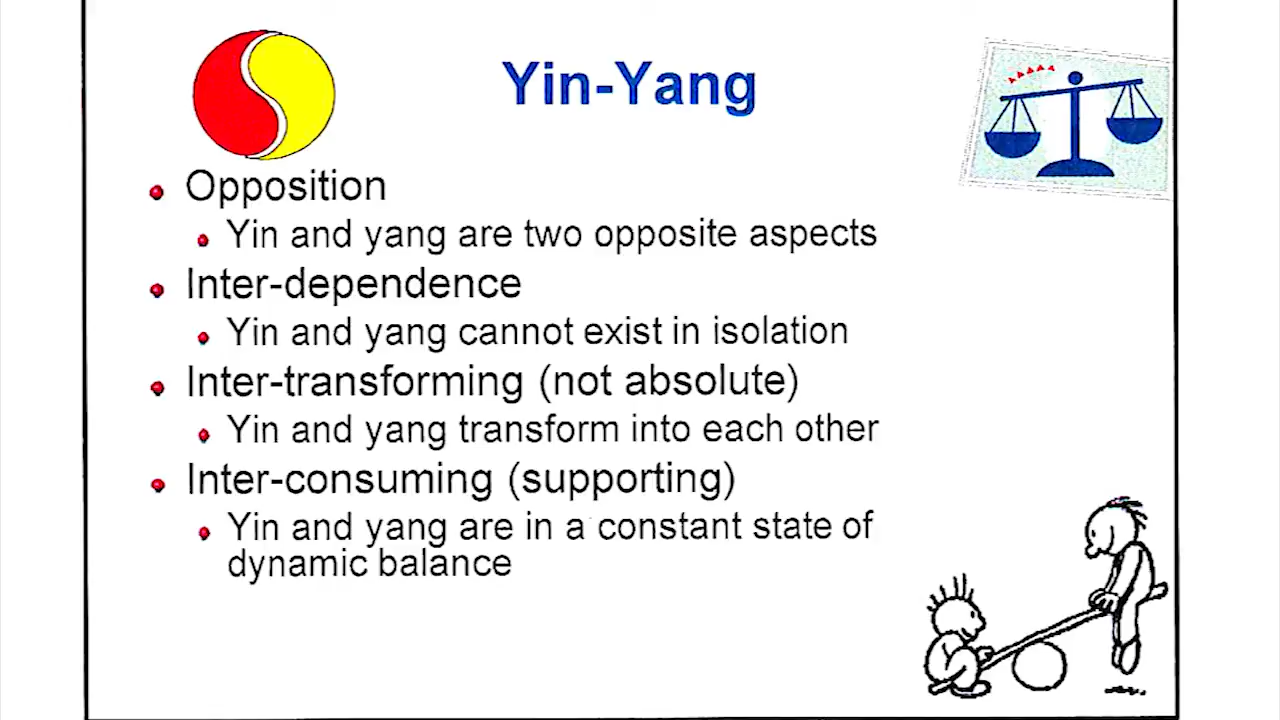 Yin-Yang
Opposition
Yin and yang are two opposite aspects
Inter-dependence
Yin and yang cannot exist in isolation
Inter-transforming (not absolute)
Yin and yang transform into each other
Inter-consuming (supporting)
Yin and yang are in a constant state of
dynamic balance